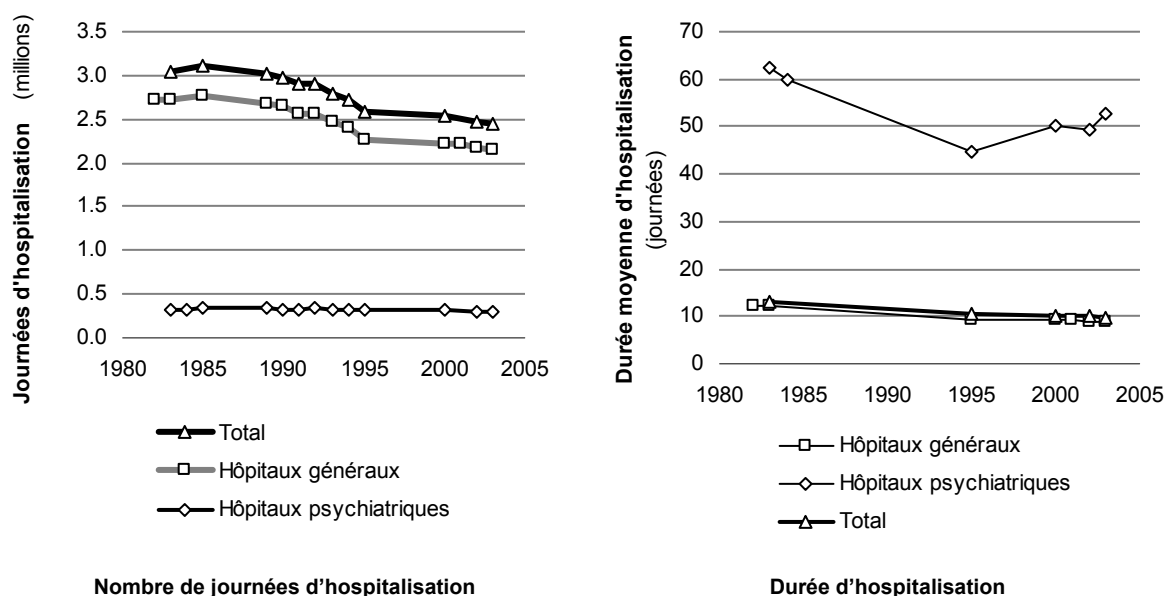 Journées d'hospitalisation (millions)
3.5
3.0
2.5
2.0
1.5
1.0
0.5
0.0
1980 1985 1990 1995 2000 2005
Total
Hôpitaux généraux
Hôpitaux psychiatriques
Nombre de journées d’hospitalisation
Durée moyenne d'hospitalisation
(journées)
70
60
50
40
30
20
10
0
1980 1985 1990 1995 2000 2005
Hôpitaux généraux
Hôpitaux psychiatriques
Total
Durée d’hospitalisation